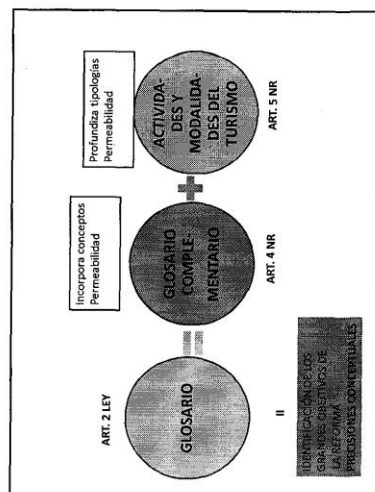 Incorpora conceptos
Permeabilidad
Profundiza tipologías
Permeabilidad
ART. 2 LEY
GLOSARIO
=
GLOSARIO
COMPLE-
MENTARIO
+
ACTIVIDA-
DES Y
MODALIDA-
DES DEL
TURISMO
ART. 4 NR
ART. 5 NR
=
IDENTIFICACIÓN DE LOS
GRANDES OBJETIVOS DE
LA REFORMA
PRECISIONES CONCEPTUALES